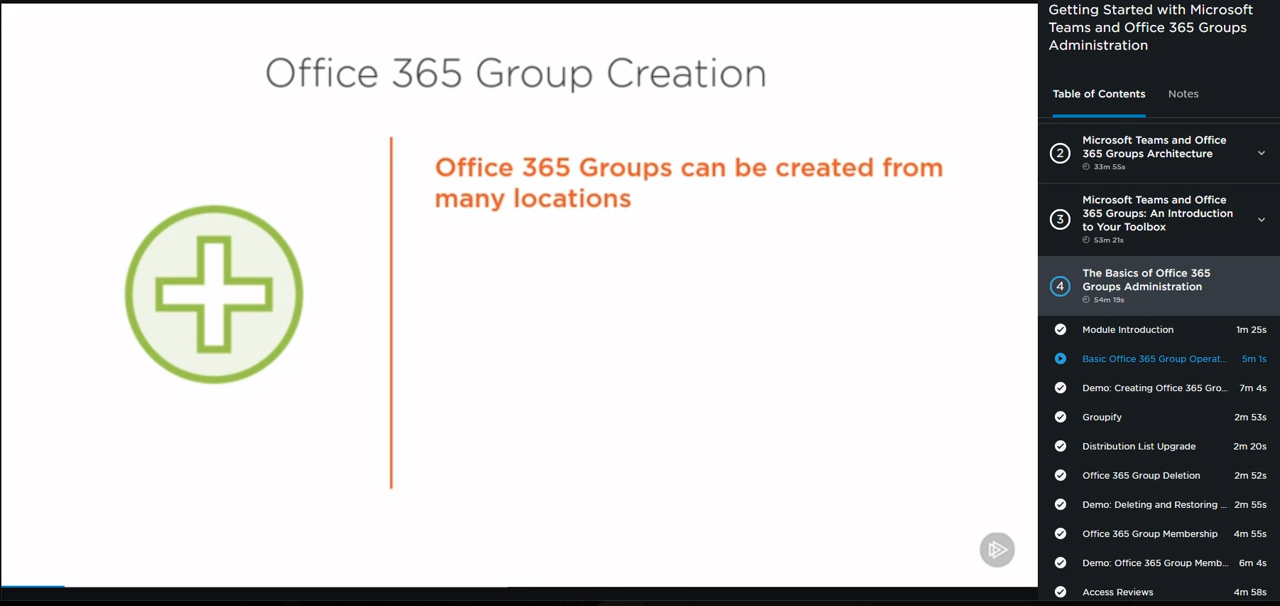 Office 365 Group Creation
Office 365 Groups can be created from
many locations
Getting Started with Microsoft
Teams and Office 365 Groups
Administration
Table of Contents
Notes
2
Microsoft Teams and Office
365 Groups Architecture
33m 55s
3
Microsoft Teams and Office
365 Groups: An Introduction
to Your Toolbox
53m 21s
4
The Basics of Office 365
Groups Administration
54m 19s
Module Introduction 1m 25s
Basic Office 365 Group Operat... 5m 1s
Demo: Creating Office 365 Gro... 7m 4s
Groupify 2m 53s
Distribution List Upgrade 2m 20s
Office 365 Group Deletion 2m 52s
Demo: Deleting and Restoring ... 2m 55s
Office 365 Group Membership 4m 55s
Demo: Office 365 Group Memb... 6m 4s
Access Reviews 4m 58s